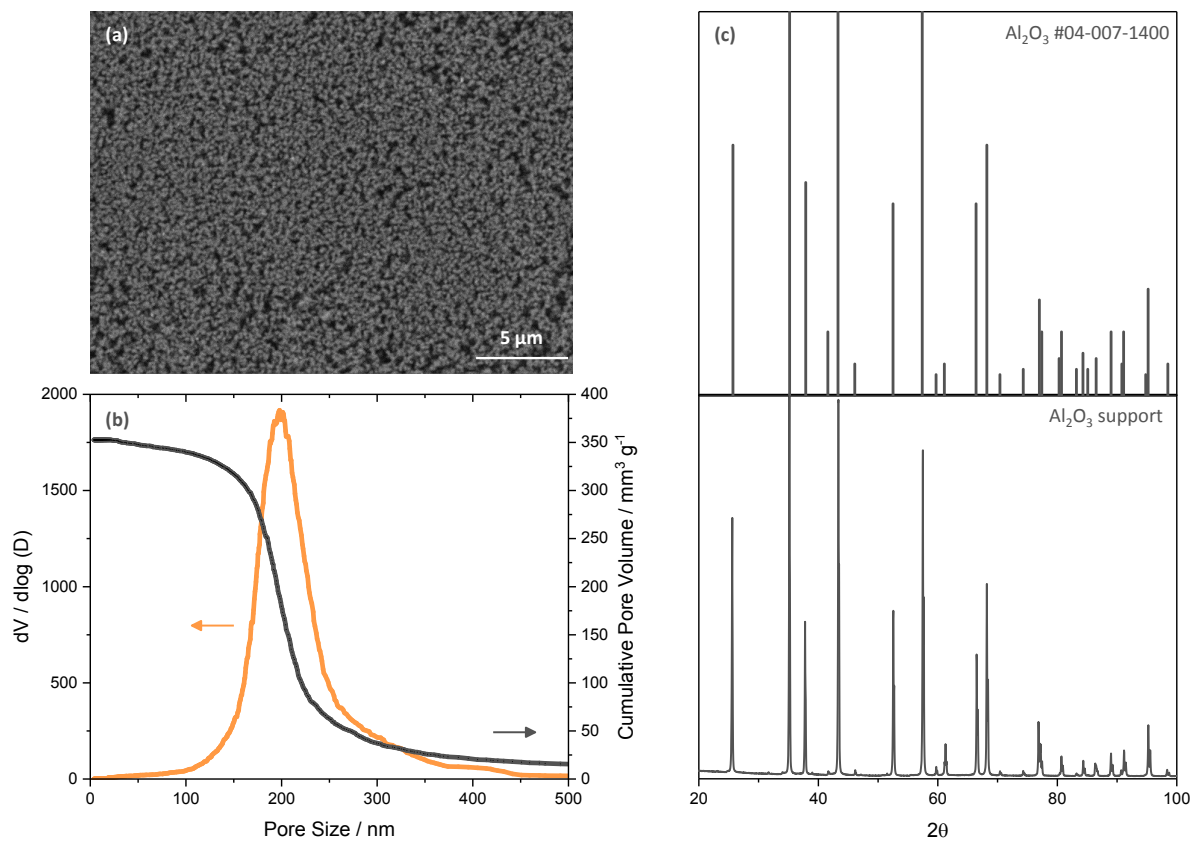 (a)
5 µm
(b)
2000
1500
1000
500
0
dV / dlog (D)
400
350
300
250
200
150
100
50
0
Cumulative Pore Volume / mm³ g⁻¹
0 100 200 300 400 500
Pore Size / nm
(c)
Al₂O₃ #04-007-1400
Al₂O₃ support
20 40 60 80 100
2θ